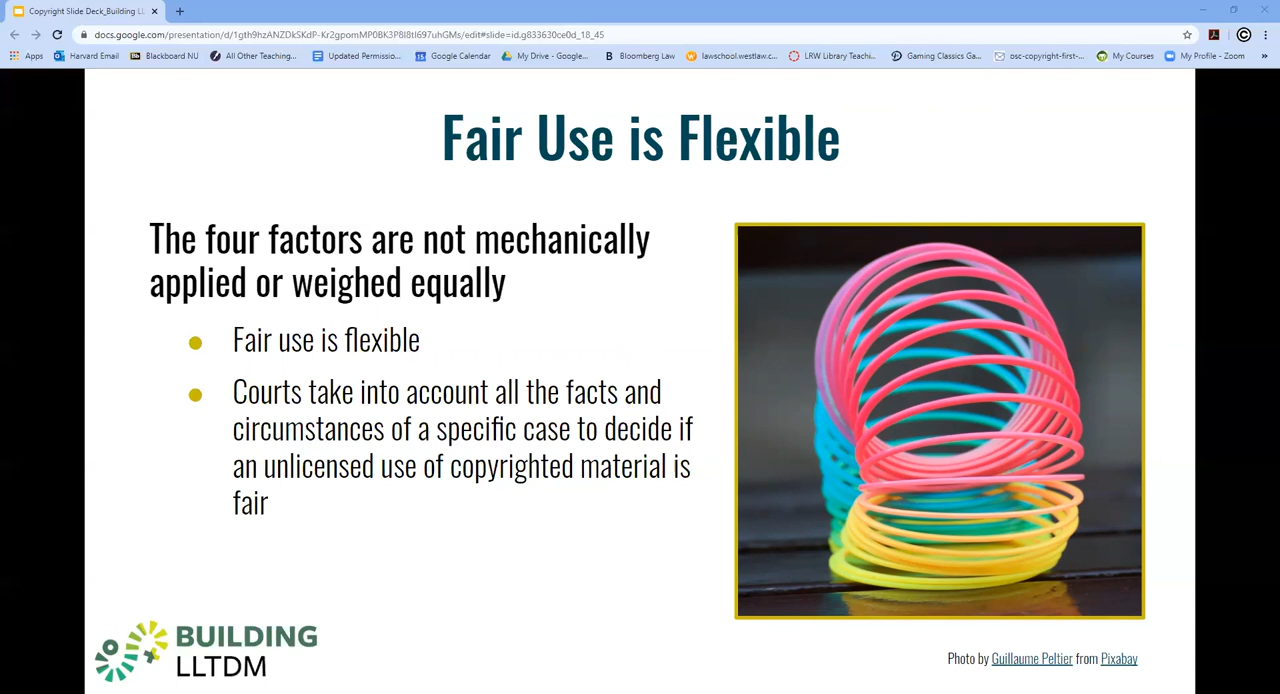 Copyright Slide Deck_Building LL
docs.google.com/presentation/d/1gth9hzANZDkSKdP-Kr2gpomMP0BK3P8I8tI697uhGMs/edit#slide=id.g833630ce0d_18_45
Apps Harvard Email Blackboard NU All Other Teaching... Updated Permissio... Google Calendar My Drive - Google... Bloomberg Law lawschool.westlaw.c... LRW Library Teachi... Gaming Classics Ga... osc-copyright-first-... My Courses My Profile - Zoom »
Fair Use is Flexible
The four factors are not mechanically
applied or weighed equally
● Fair use is flexible
● Courts take into account all the facts and
circumstances of a specific case to decide if
an unlicensed use of copyrighted material is
fair
BUILDING
LLTDM
Photo by Guillaume Peltier from Pixabay